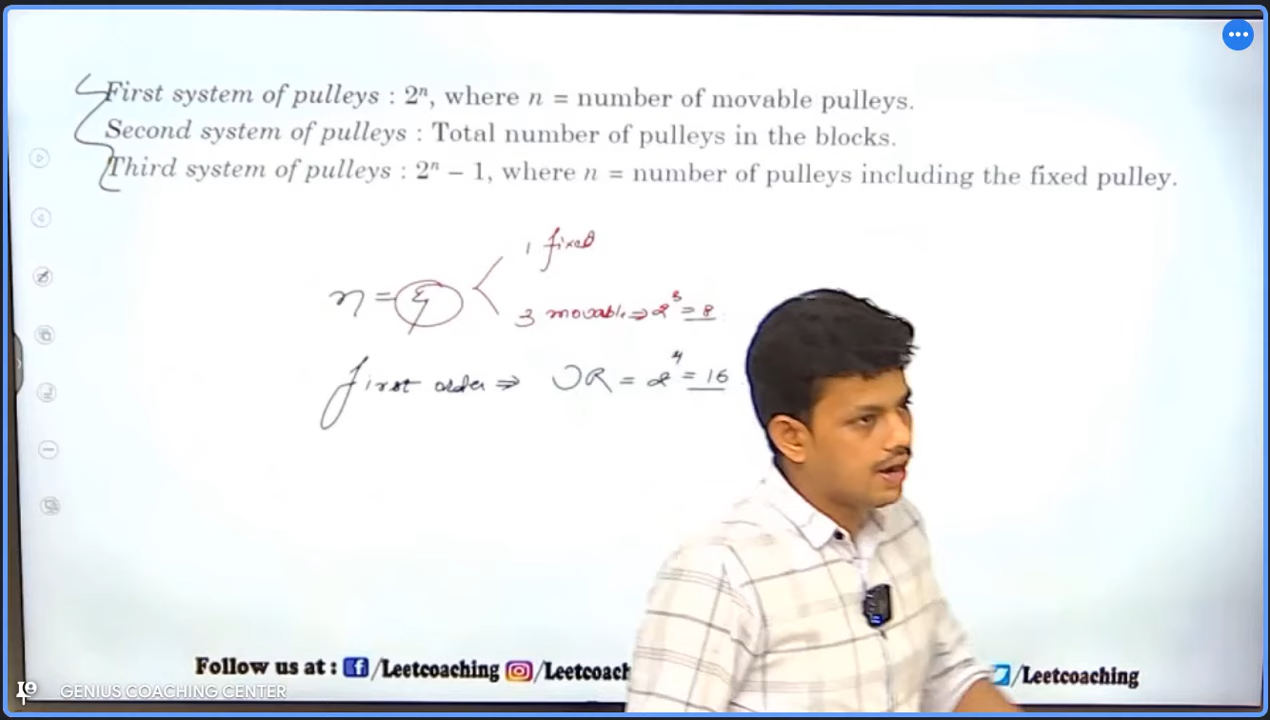 First system of pulleys : 2ⁿ, where n = number of movable pulleys.
Second system of pulleys : Total number of pulleys in the blocks.
Third system of pulleys : 2ⁿ – 1, where n = number of pulleys including the fixed pulley.
1 fixed
n = 4
3 movable ⇒ 2³ = 8
first order ⇒ VR = 2⁴ = 16
Follow us at : f /Leetcoaching /Leetcoach /Leetcoaching
GENIUS COACHING CENTER